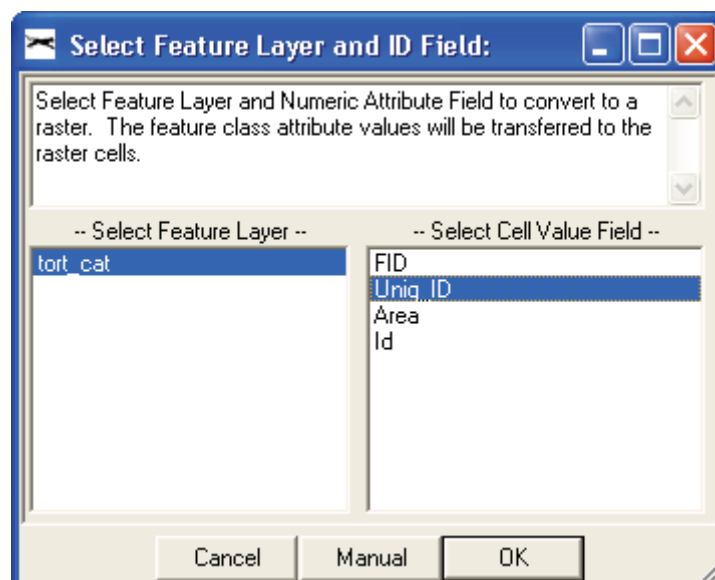 Select Feature Layer and ID Field:
Select Feature Layer and Numeric Attribute Field to convert to a
raster. The feature class attribute values will be transferred to the
raster cells.
-- Select Feature Layer --
-- Select Cell Value Field --
tort_cat
FID
Uniq_ID
Area
Id
Cancel
Manual
OK